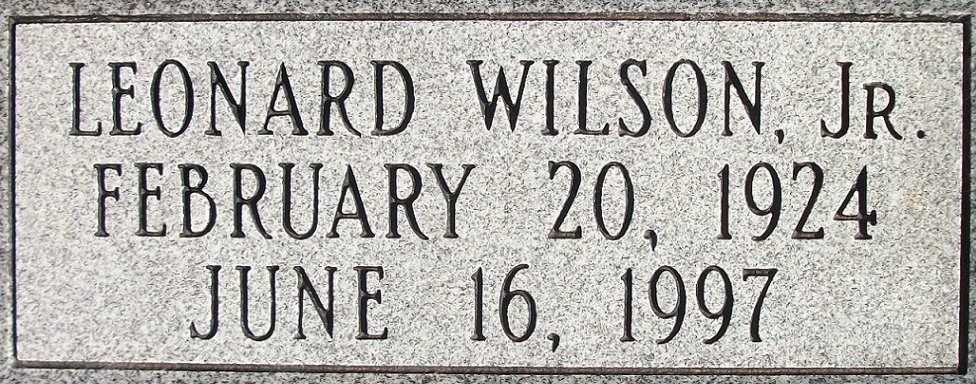 LEONARD WILSON, JR.
FEBRUARY 20, 1924
JUNE 16, 1997